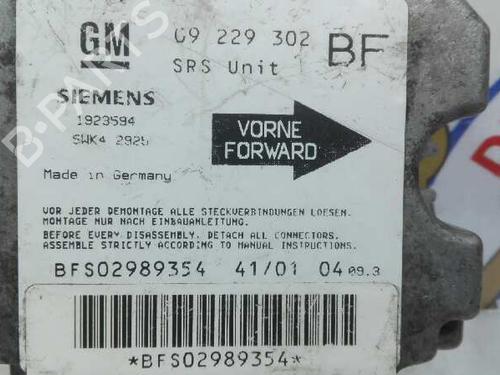 GM 09 229 302 BF
SRS Unit
SIEMENS
1923594
5WK4 2925
VORNE
FORWARD
Made in Germany
VOR JEDER DEMONTAGE ALLE STECKVERBINDUNGEN LOESEN.
MONTAGE NUR NACH EINBAUANLEITUNG.
BEFORE EVERY DISASSEMBLY, DETACH ALL CONNECTORS.
ASSEMBLE STRICTLY ACCORDING TO MANUAL INSTRUCTIONS.
BFS02989354 41/01 04 09.3
*BFS02989354*
B-PARTS